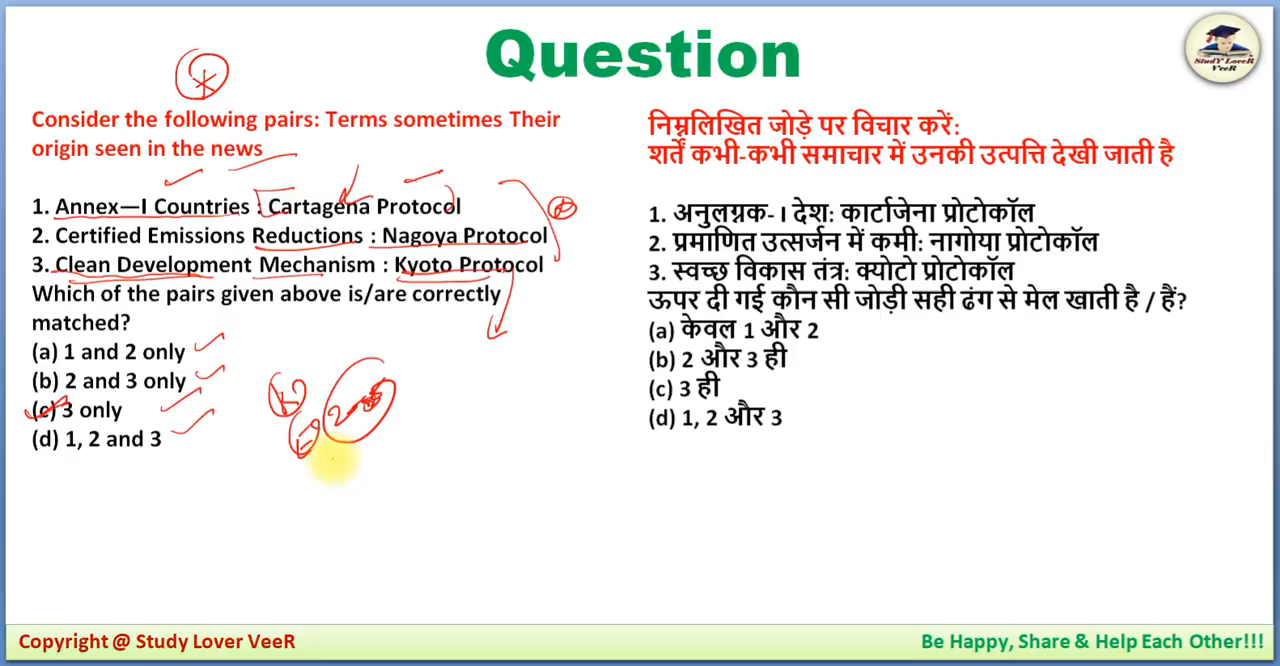 Question
StudY LoveR
VeeR
Consider the following pairs: Terms sometimes Their
origin seen in the news
1. Annex—I Countries : Cartagena Protocol
2. Certified Emissions Reductions : Nagoya Protocol
3. Clean Development Mechanism : Kyoto Protocol
Which of the pairs given above is/are correctly
matched?
(a) 1 and 2 only
(b) 2 and 3 only
(c) 3 only
(d) 1, 2 and 3
निम्नलिखित जोड़े पर विचार करें:
शर्तें कभी-कभी समाचार में उनकी उत्पत्ति देखी जाती है
1. अनुलग्नक- I देश: कार्टाजेना प्रोटोकॉल
2. प्रमाणित उत्सर्जन में कमी: नागोया प्रोटोकॉल
3. स्वच्छ विकास तंत्र: क्योटो प्रोटोकॉल
ऊपर दी गई कौन सी जोड़ी सही ढंग से मेल खाती है / हैं?
(a) केवल 1 और 2
(b) 2 और 3 ही
(c) 3 ही
(d) 1, 2 और 3
Copyright @ Study Lover VeeR
Be Happy, Share & Help Each Other!!!